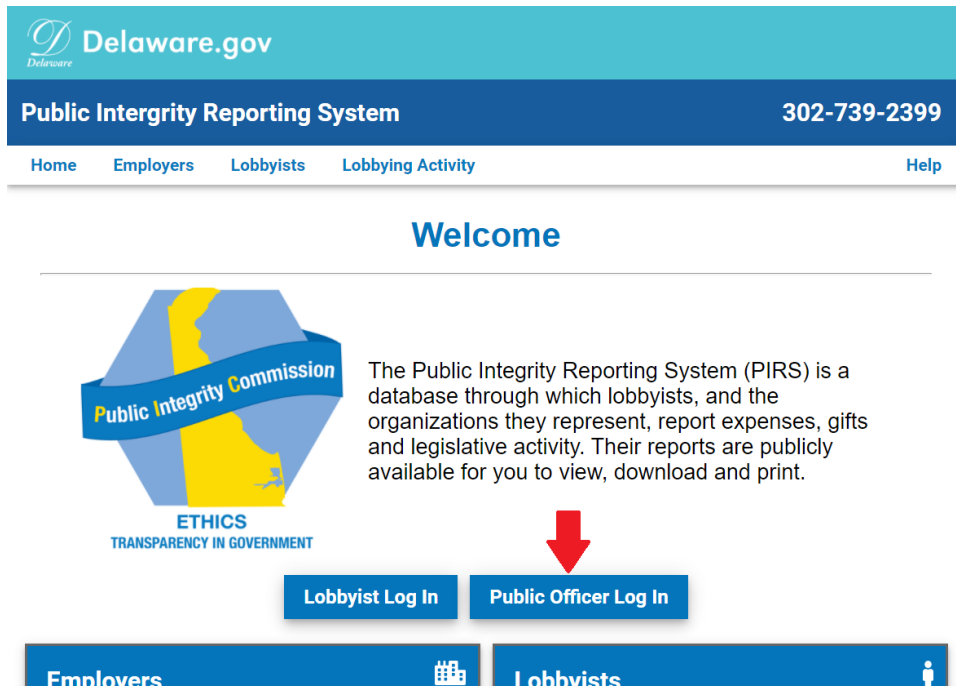 Delaware
Delaware.gov
Public Intergrity Reporting System
302-739-2399
Home Employers Lobbyists Lobbying Activity Help
Welcome
Public Integrity Commission
ETHICS
TRANSPARENCY IN GOVERNMENT
The Public Integrity Reporting System (PIRS) is a
database through which lobbyists, and the
organizations they represent, report expenses, gifts
and legislative activity. Their reports are publicly
available for you to view, download and print.
Lobbyist Log In Public Officer Log In
Employers Lobbyists